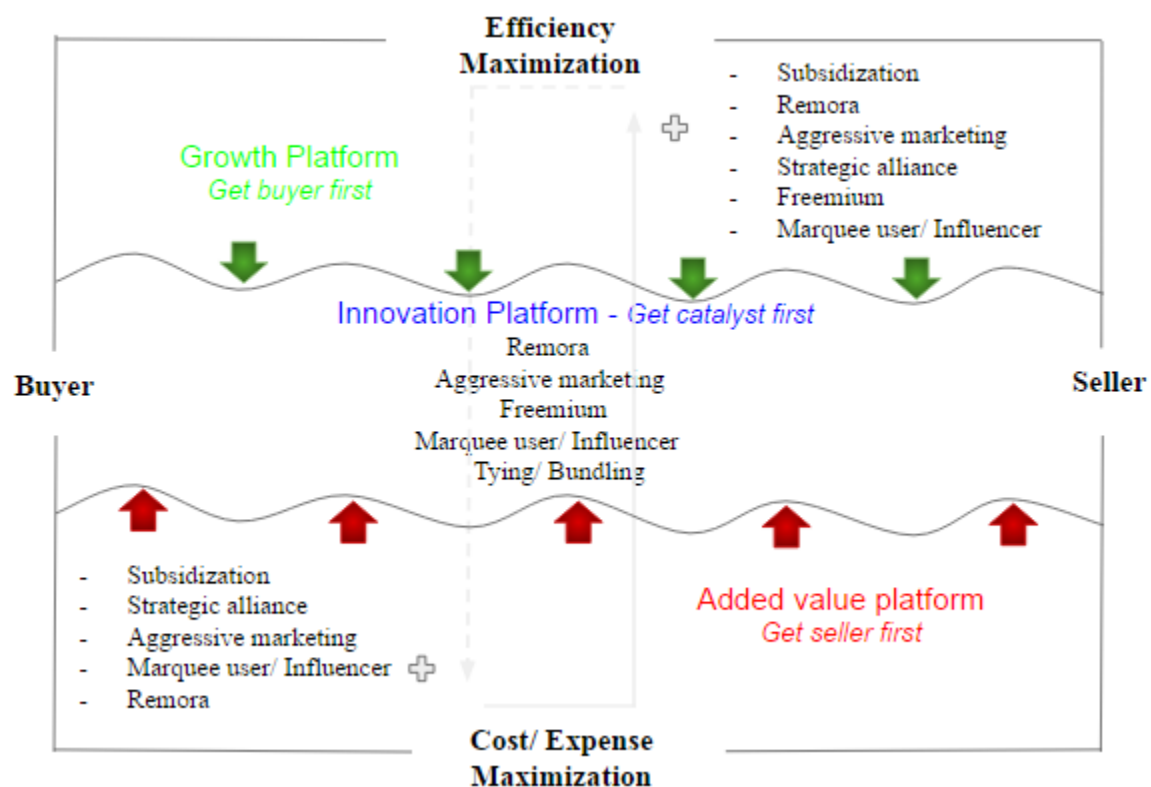 Efficiency
Maximization
- Subsidization
- Remora
- Aggressive marketing
- Strategic alliance
- Freemium
- Marquee user/ Influencer
Growth Platform
Get buyer first
Innovation Platform - Get catalyst first
Remora
Aggressive marketing
Freemium
Marquee user/ Influencer
Tying/ Bundling
Buyer
Seller
- Subsidization
- Strategic alliance
- Aggressive marketing
- Marquee user/ Influencer
- Remora
Added value platform
Get seller first
Cost/ Expense
Maximization